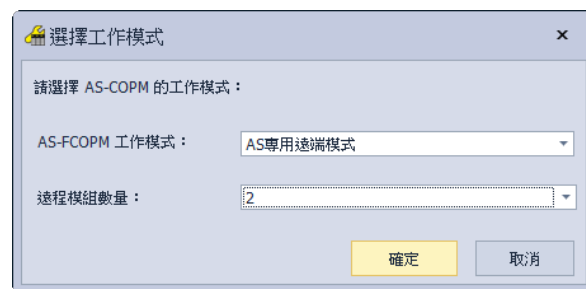 選擇工作模式
請選擇 AS-COPM 的工作模式：
AS-FCOPM 工作模式： AS專用遠端模式
遠程模組數量： 2
確定 取消